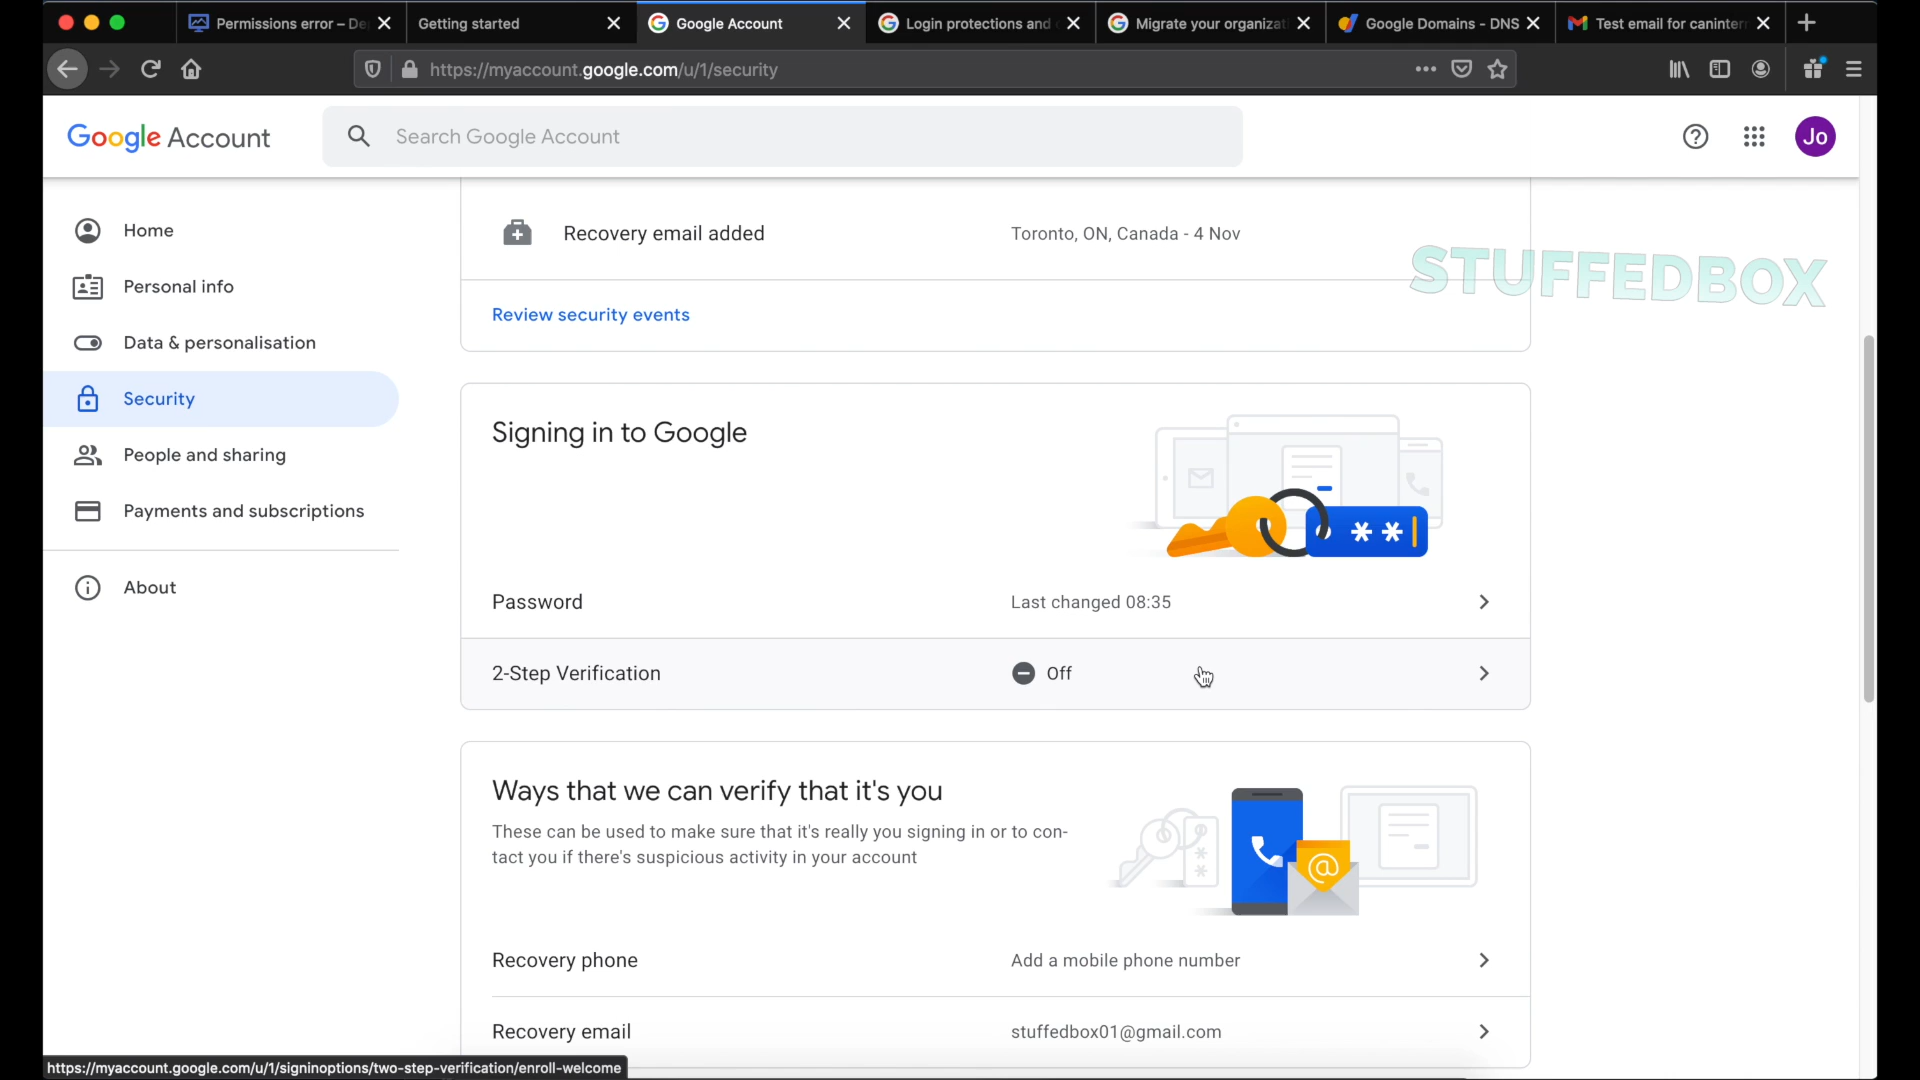 Permissions error – De
Getting started
Google Account
Login protections and
Migrate your organizat
Google Domains - DNS
Test email for canintern
https://myaccount.google.com/u/1/security
Google Account
Search Google Account
Jo
Home
Personal info
Data & personalisation
Security
People and sharing
Payments and subscriptions
About
Recovery email added
Toronto, ON, Canada - 4 Nov
STUFFEDBOX
Review security events
Signing in to Google
Password
Last changed 08:35
2-Step Verification
Off
Ways that we can verify that it's you
These can be used to make sure that it's really you signing in or to con-
tact you if there's suspicious activity in your account
Recovery phone
Add a mobile phone number
Recovery email
stuffedbox01@gmail.com
https://myaccount.google.com/u/1/signinoptions/two-step-verification/enroll-welcome